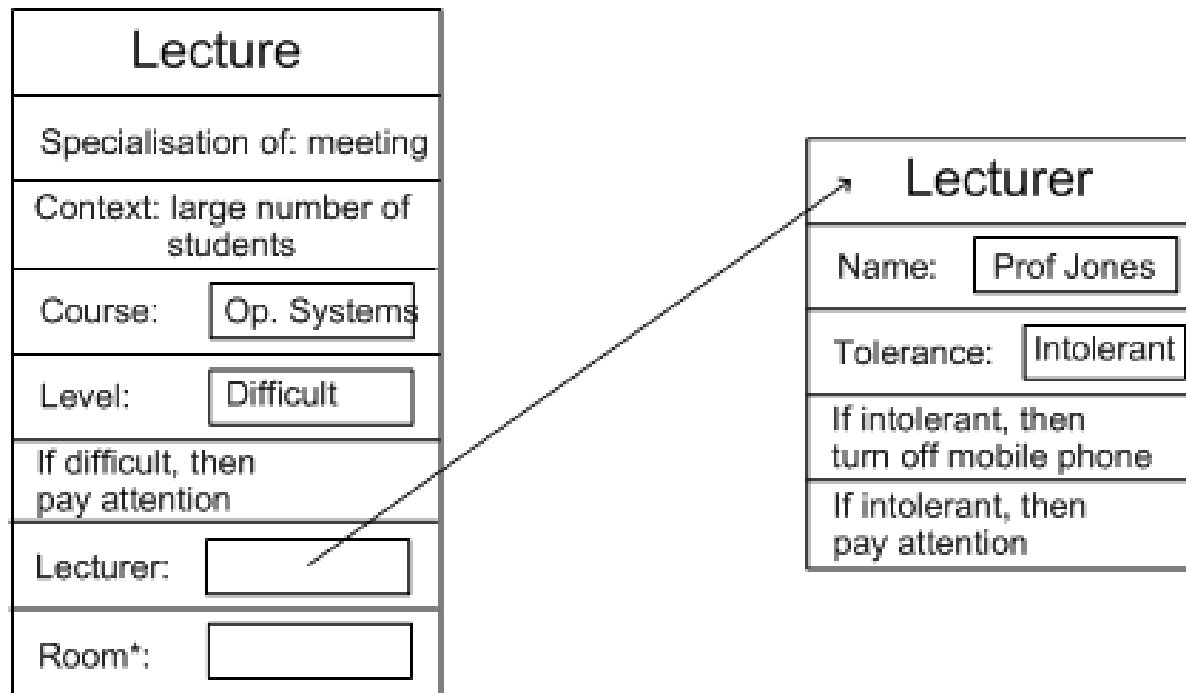 Lecture
Specialisation of: meeting
Context: large number of
students
Course: Op. Systems
Level: Difficult
If difficult, then
pay attention
Lecturer:
Room*:
Lecturer
Name: Prof Jones
Tolerance: Intolerant
If intolerant, then
turn off mobile phone
If intolerant, then
pay attention